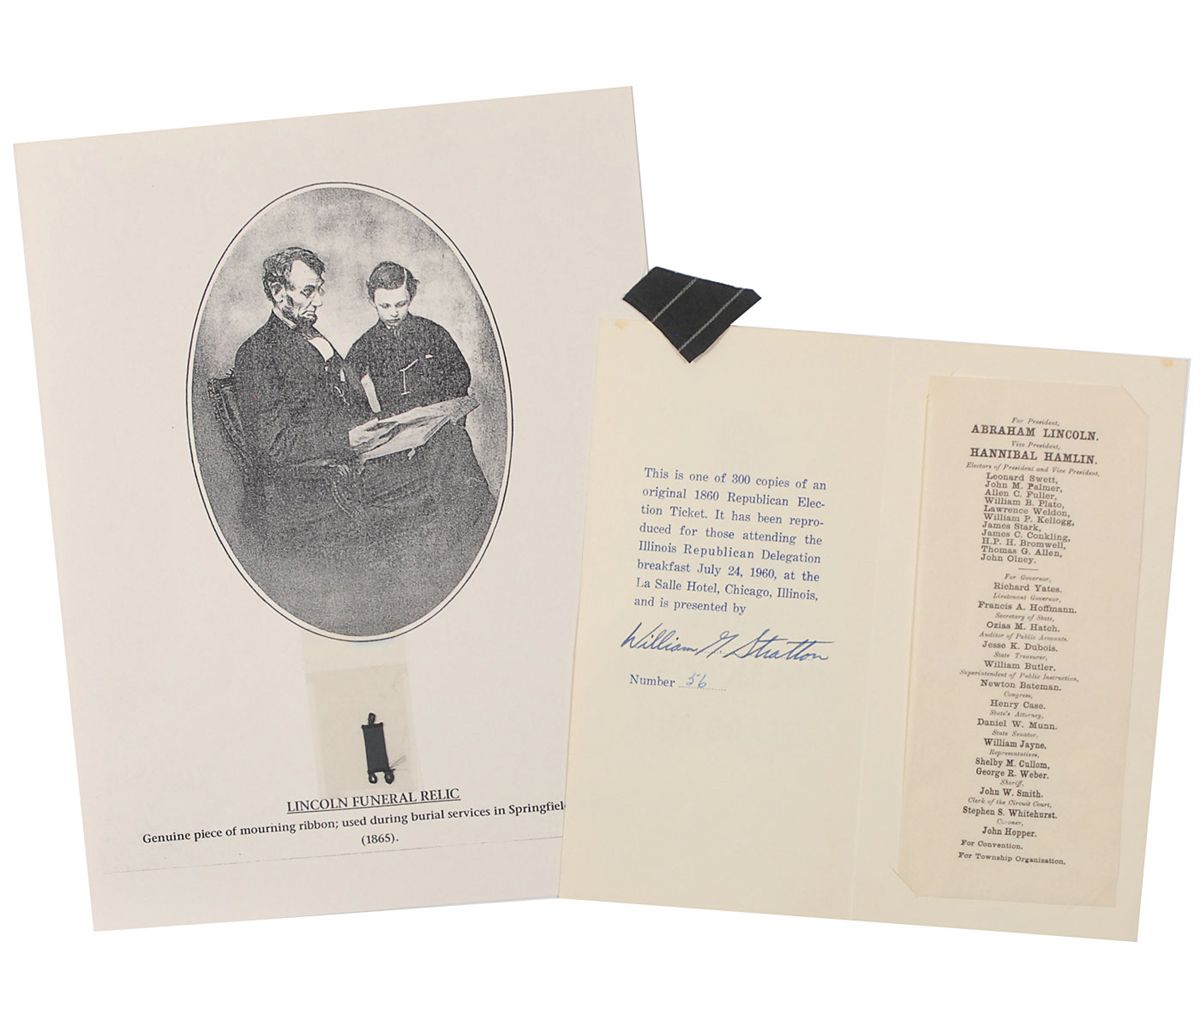 LINCOLN FUNERAL RELIC
Genuine piece of mourning ribbon; used during burial services in Springfiel
(1865).
This is one of 300 copies of an
original 1860 Republican Elec-
tion Ticket. It has been repro-
duced for those attending the
Illinois Republican Delegation
breakfast July 24, 1960, at the
La Salle Hotel, Chicago, Illinois,
and is presented by
William G. Stratton
Number 56
For President,
ABRAHAM LINCOLN.
Vice President,
HANNIBAL HAMLIN.
Electors of President and Vice President,
Leonard Swett,
John M. Palmer,
Allen C. Fuller,
William B. Plato,
Lawrence Weldon,
William P. Kellogg,
James Stark,
James C. Conkling,
H.P. H. Bromwell,
Thomas G. Allen,
John Olney.
For Governor,
Richard Yates.
Lieutenant Governor,
Francis A. Hoffmann.
Secretary of State,
Ozias M. Hatch.
Auditor of Public Accounts.
Jesse K. Dubois.
State Treasurer,
William Butler.
Superintendent of Public Instruction,
Newton Bateman.
Congress,
Henry Case.
State's Attorney,
Daniel W. Munn.
State Senator,
William Jayne.
Representatives,
Shelby M. Cullom,
George R. Weber.
Sheriff,
John W. Smith.
Clerk of the Circuit Court,
Stephen S. Whitehurst.
Coroner,
John Hopper.
For Convention.
For Township Organization.